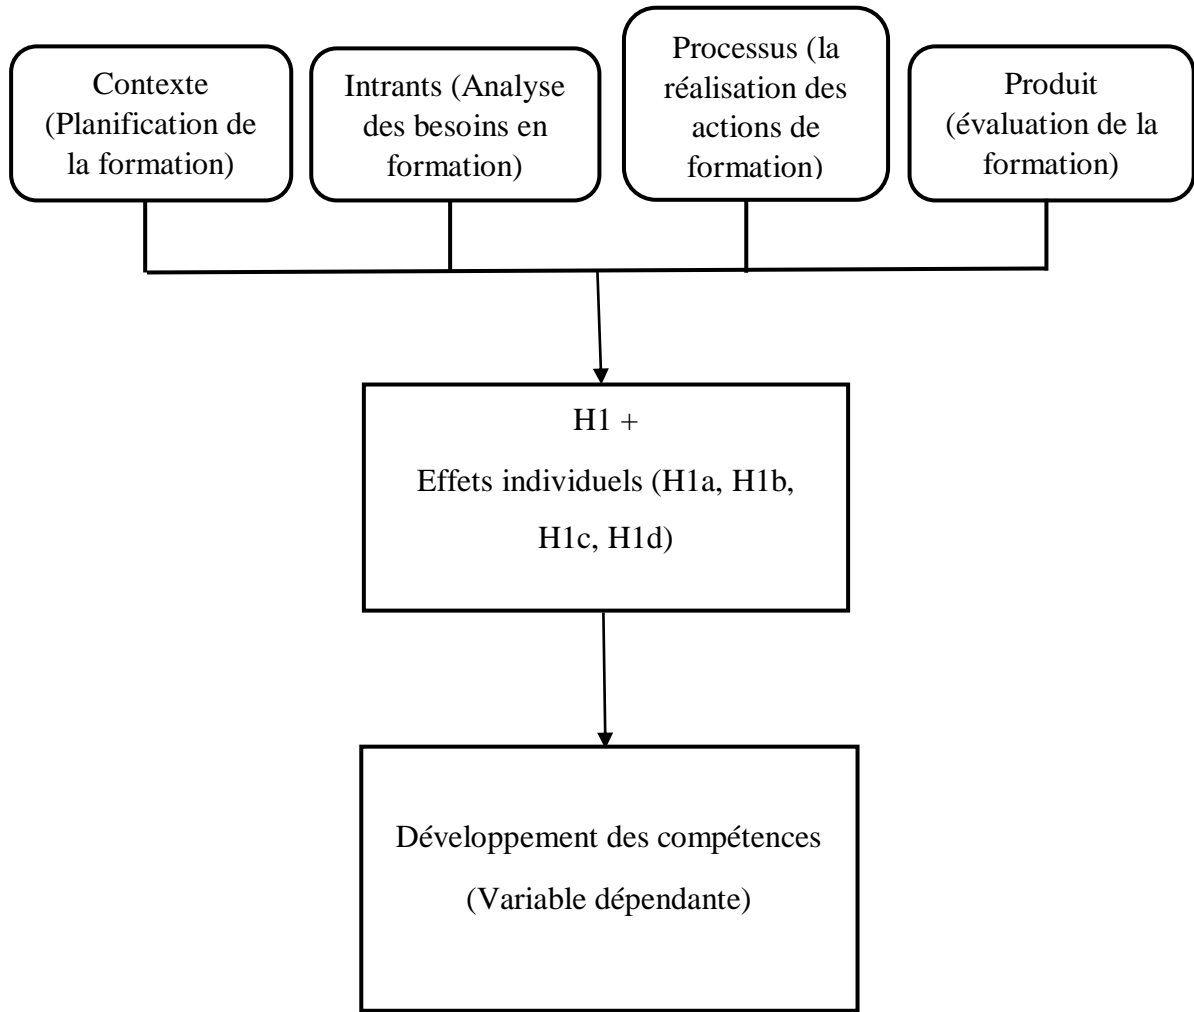 Contexte
(Planification de
la formation)
Intrants (Analyse
des besoins en
formation)
Processus (la
réalisation des
actions de
formation)
Produit
(évaluation de la
formation)
H1 +
Effets individuels (H1a, H1b,
H1c, H1d)
Développement des compétences
(Variable dépendante)